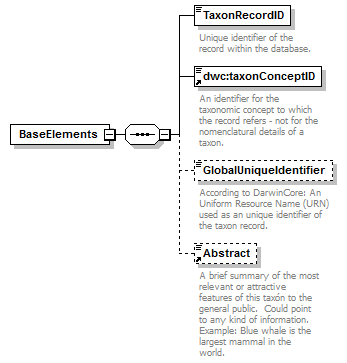 TaxonRecordID
Unique identifier of the
record within the database.
dwc:taxonConceptID
An identifier for the
taxonomic concept to which
the record refers - not for the
nomenclatural details of a
taxon.
BaseElements
GlobalUniqueIdentifier
According to DarwinCore: An
Uniform Resource Name (URN)
used as an unique identifier of
the taxon record.
Abstract
A brief summary of the most
relevant or attractive
features of this taxón to the
general public.  Could point
to any kind of information.
Example: Blue whale is the
largest mammal in the
world.